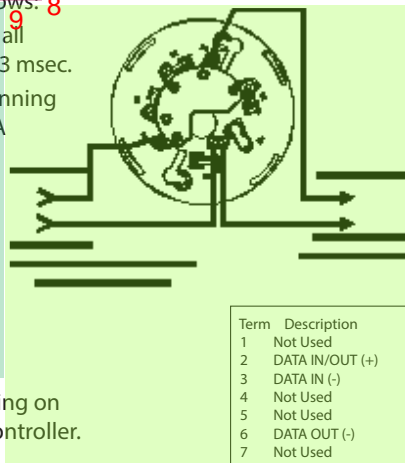 ows: 8
9
all
3 msec.
nning
A
Term Description
1 Not Used
2 DATA IN/OUT (+)
3 DATA IN (-)
4 Not Used
5 Not Used
6 DATA OUT (-)
7 Not Used
ing on
ontroller.